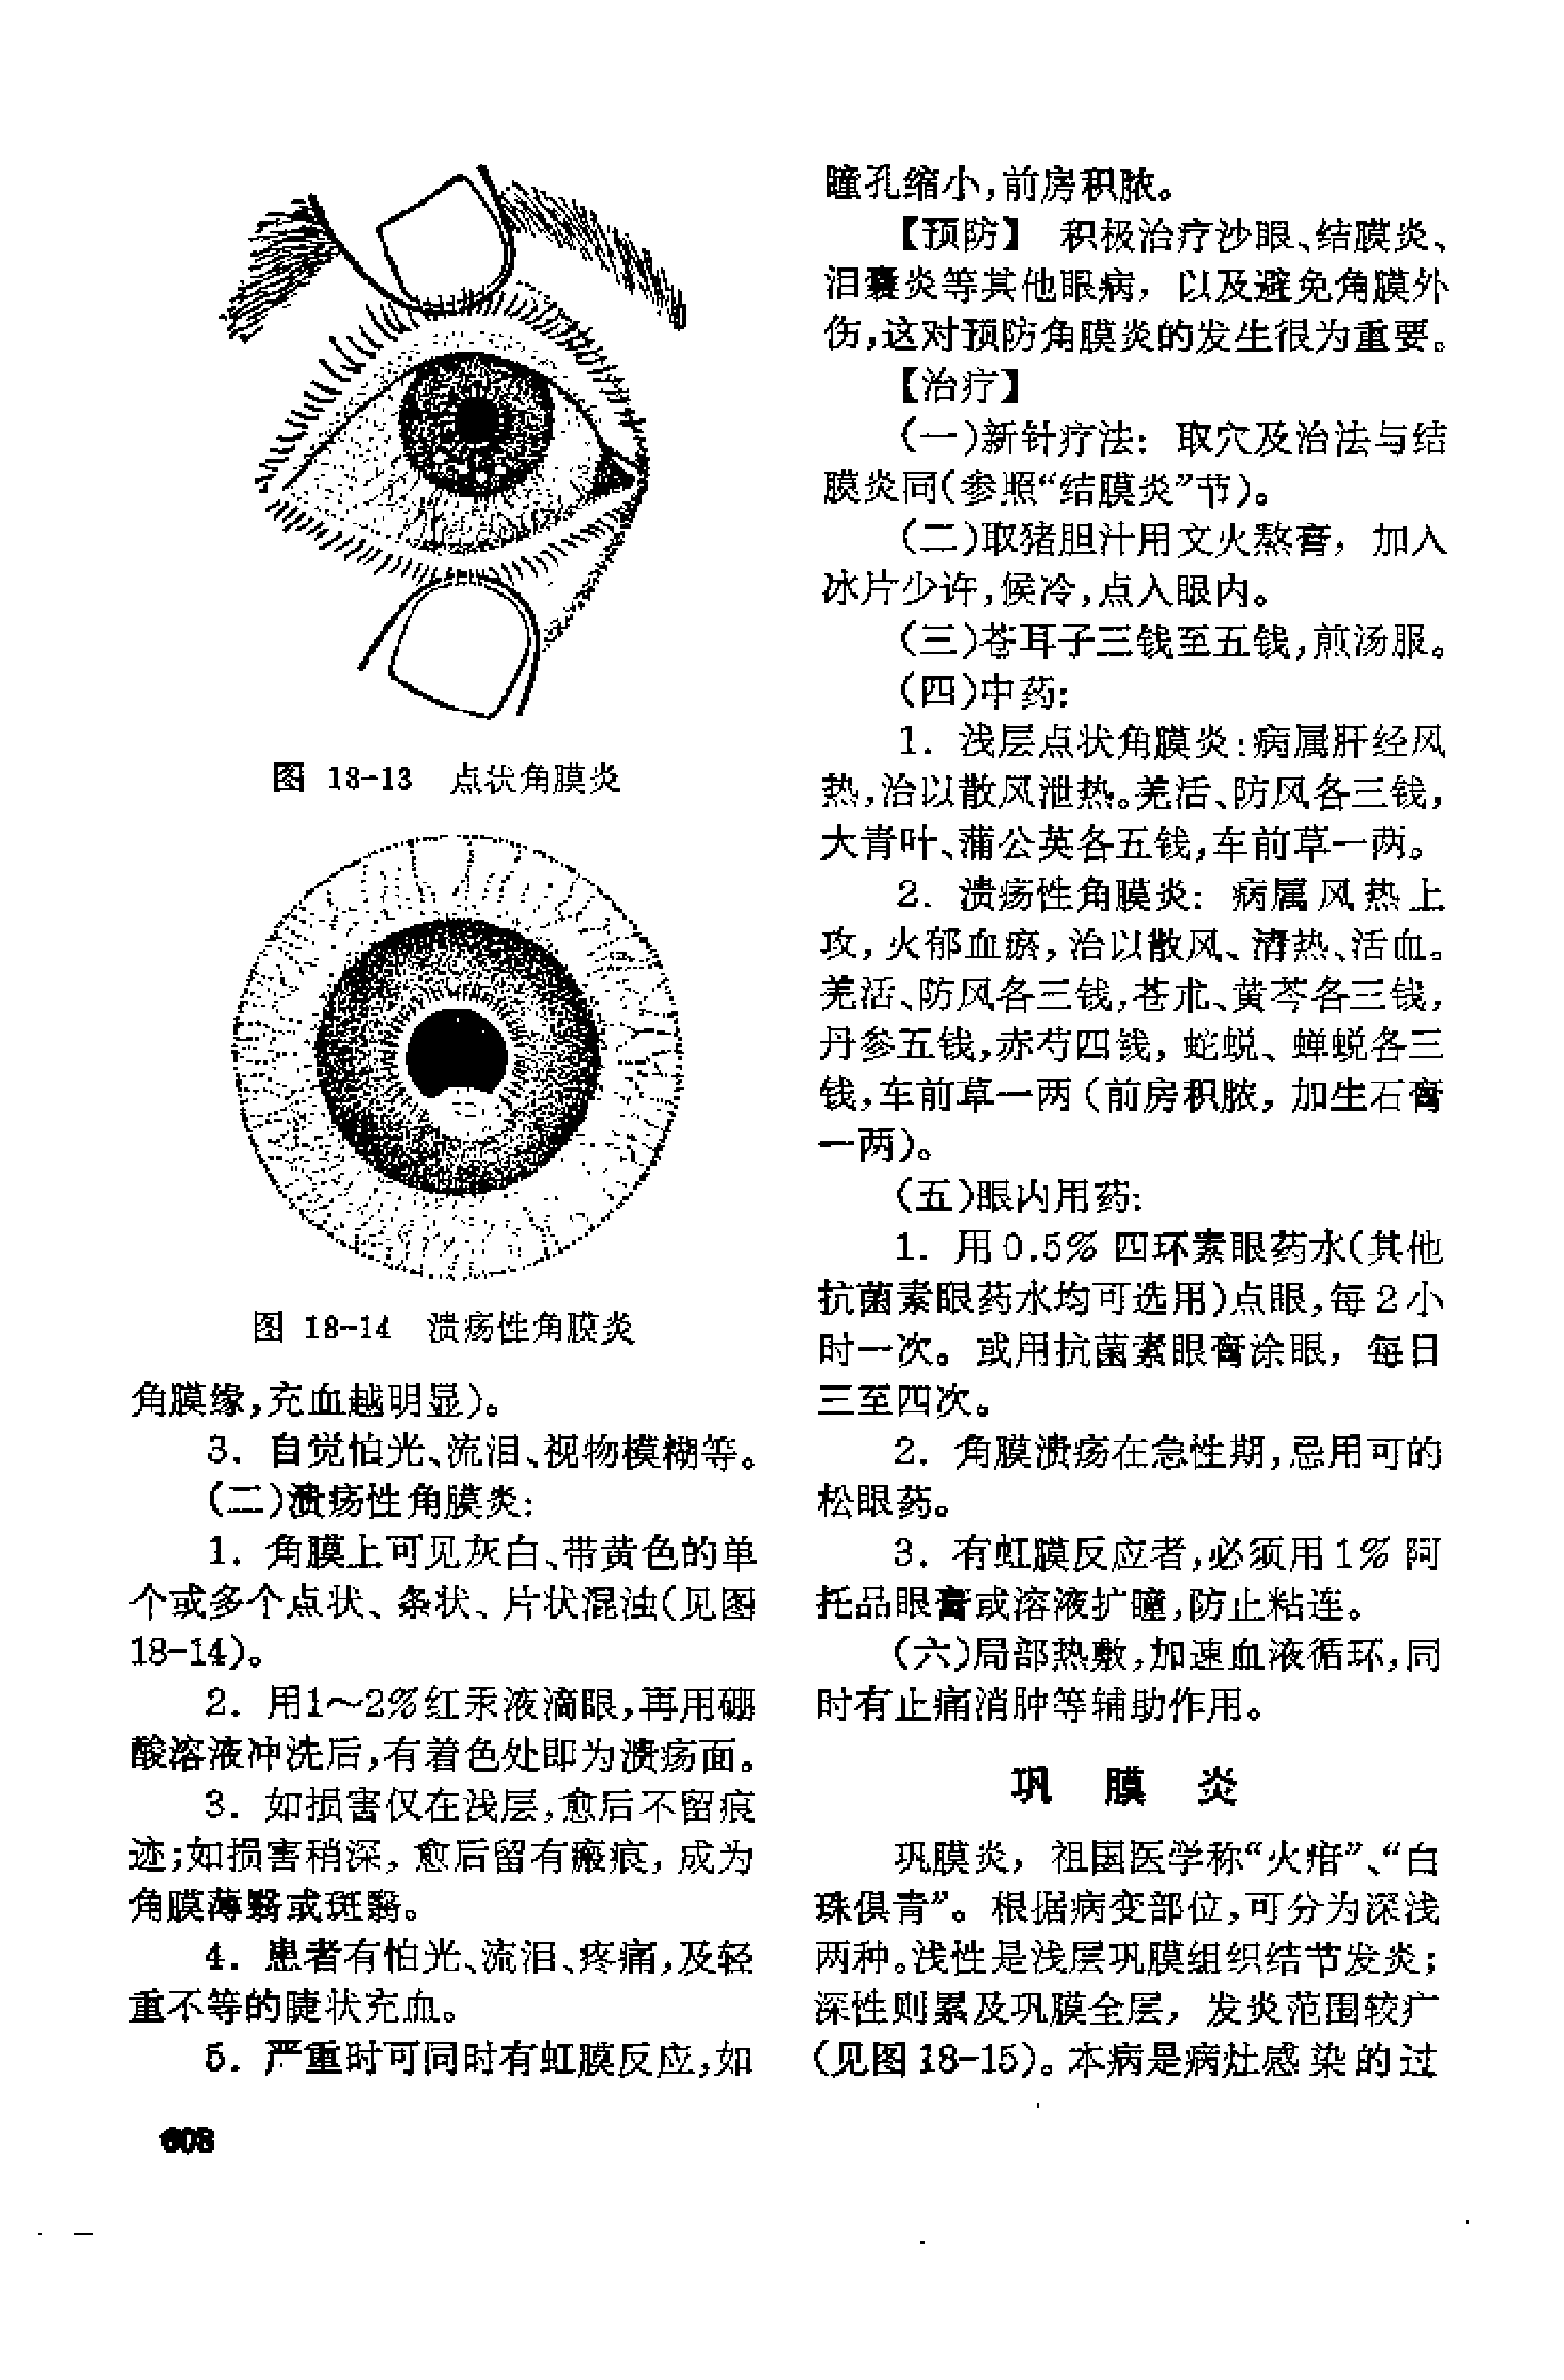 图 18-13 点状角膜炎
图 18-14 溃疡性角膜炎
角膜缘,充血越明显)。
3. 自觉怕光、流泪、视物模糊等。
(二)溃疡性角膜炎:
1. 角膜上可见灰白、带黄色的单
个或多个点状、条状、片状混浊(见图
18-14)。
2. 用1～2%红汞液滴眼,再用硼
酸溶液冲洗后,有着色处即为溃疡面。
3. 如损害仅在浅层,愈后不留痕
迹;如损害稍深, 愈后留有瘢痕, 成为
角膜薄翳或斑翳。
4. 患者有怕光、流泪、疼痛,及轻
重不等的睫状充血。
5. 严重时可同时有虹膜反应,如
瞳孔缩小,前房积脓。
【预防】 积极治疗沙眼、结膜炎、
泪囊炎等其他眼病, 以及避免角膜外
伤,这对预防角膜炎的发生很为重要。
【治疗】
(一)新针疗法: 取穴及治法与结
膜炎同(参照“结膜炎”节)。
(二)取猪胆汁用文火熬膏, 加入
冰片少许,候冷,点入眼内。
(三)苍耳子三钱至五钱,煎汤服。
(四)中药:
1. 浅层点状角膜炎:病属肝经风
热,治以散风泄热。羌活、防风各三钱,
大青叶、蒲公英各五钱,车前草一两。
2. 溃疡性角膜炎: 病属风热上
攻, 火郁血瘀, 治以散风、清热、活血。
羌活、防风各三钱,苍朮、黄芩各三钱,
丹参五钱,赤芍四钱, 蛇蜕、蝉蜕各三
钱,车前草一两(前房积脓, 加生石膏
一两)。
(五)眼内用药:
1. 用0.5% 四环素眼药水(其他
抗菌素眼药水均可选用)点眼,每2小
时一次。或用抗菌素眼膏涂眼, 每日
三至四次。
2. 角膜溃疡在急性期,忌用可的
松眼药。
3. 有虹膜反应者,必须用1% 阿
托品眼膏或溶液扩瞳,防止粘连。
(六)局部热敷,加速血液循环,同
时有止痛消肿等辅助作用。
巩 膜 炎
巩膜炎, 祖国医学称“火疳”、“白
珠俱青”。根据病变部位,可分为深浅
两种。浅性是浅层巩膜组织结节发炎;
深性则累及巩膜全层, 发炎范围较广
(见图18-15)。本病是病灶感染的过
608